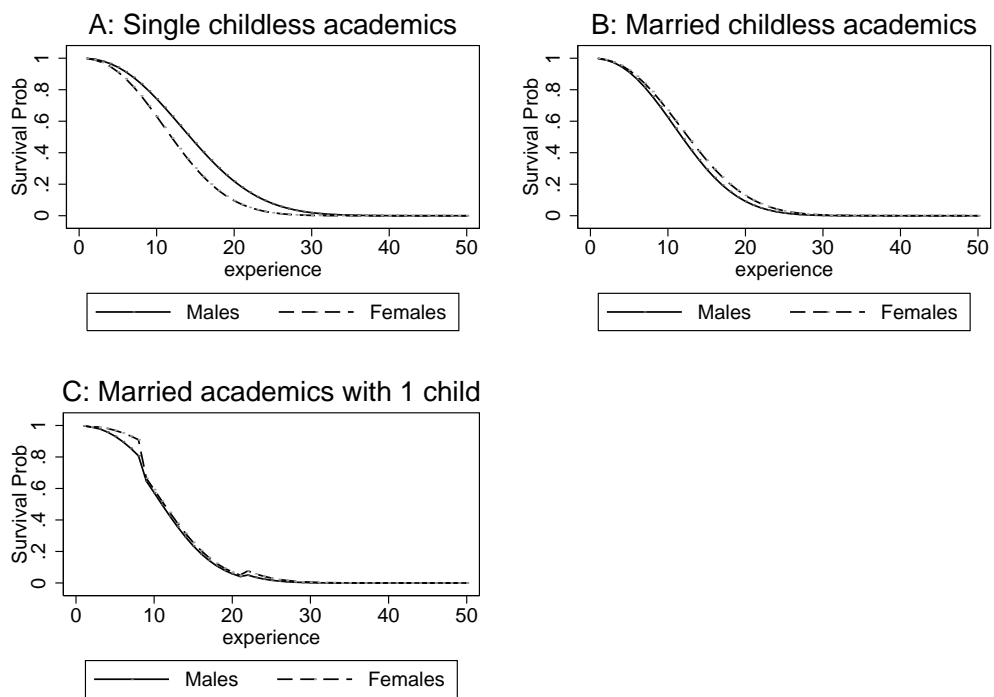 A: Single childless academics
Survival Prob
0 .2 .4 .6 .8 1
0 10 20 30 40 50
experience
Males Females
B: Married childless academics
Survival Prob
0 .2 .4 .6 .8 1
0 10 20 30 40 50
experience
Males Females
C: Married academics with 1 child
Survival Prob
0 .2 .4 .6 .8 1
0 10 20 30 40 50
experience
Males Females